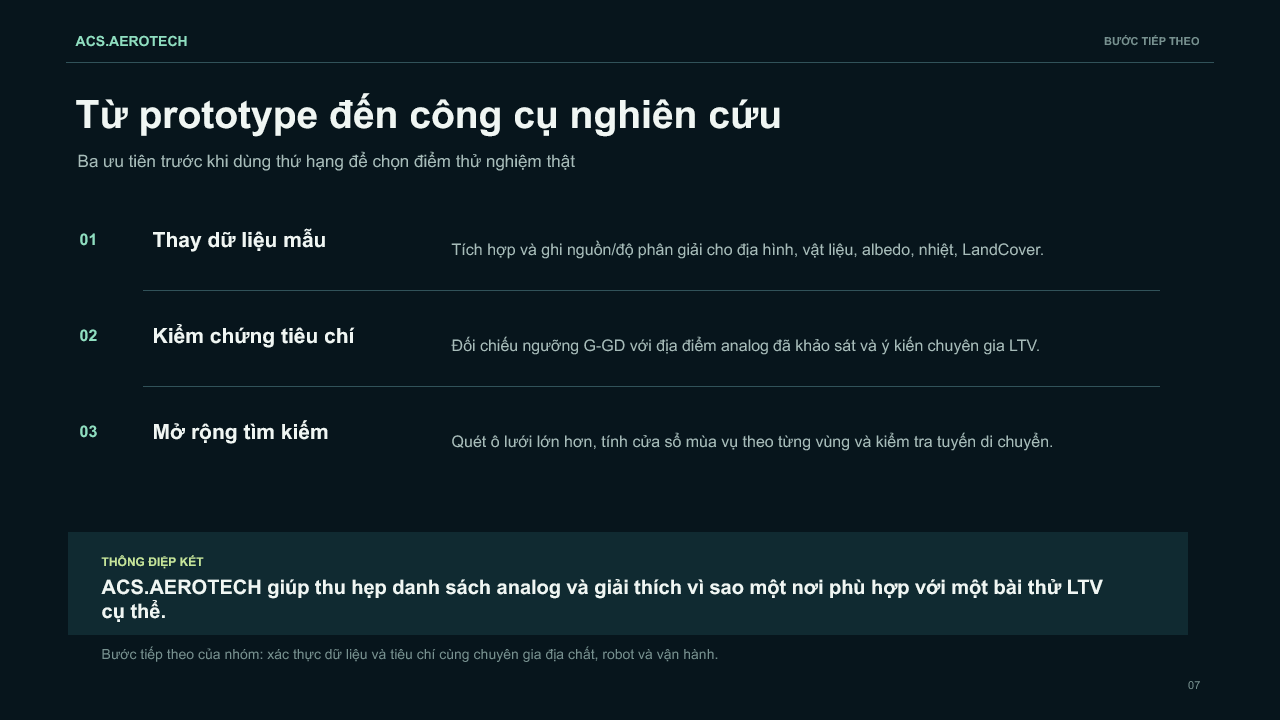 ACS.AEROTECH
BƯỚC TIẾP THEO
Từ prototype đến công cụ nghiên cứu
Ba ưu tiên trước khi dùng thứ hạng để chọn điểm thử nghiệm thật
01
Thay dữ liệu mẫu
Tích hợp và ghi nguồn/độ phân giải cho địa hình, vật liệu, albedo, nhiệt, LandCover.
02
Kiểm chứng tiêu chí
Đối chiếu ngưỡng G-GD với địa điểm analog đã khảo sát và ý kiến chuyên gia LTV.
03
Mở rộng tìm kiếm
Quét ô lưới lớn hơn, tính cửa sổ mùa vụ theo từng vùng và kiểm tra tuyến di chuyển.
THÔNG ĐIỆP KẾT
ACS.AEROTECH giúp thu hẹp danh sách analog và giải thích vì sao một nơi phù hợp với một bài thử LTV
cụ thể.
Bước tiếp theo của nhóm: xác thực dữ liệu và tiêu chí cùng chuyên gia địa chất, robot và vận hành.
07